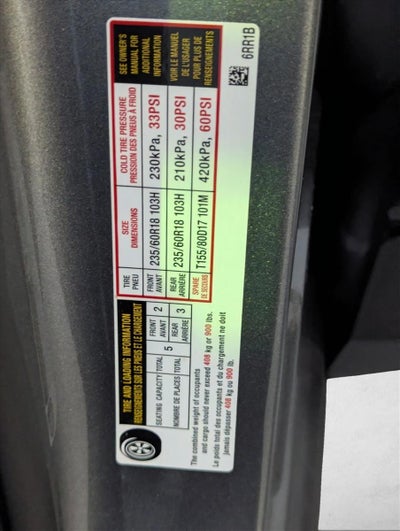 TIRE AND LOADING INFORMATION
RENSEIGNEMENTS SUR LES PNEUS ET LE CHARGEMENT
SEATING CAPACITY TOTAL 5 FRONT AVANT 2 REAR ARRIÈRE 3
NOMBRE DE PLACES TOTAL
The combined weight of occupants
and cargo should never exceed 408 kg or 900 lbs.
Le poids total des occupants et du chargement ne doit
jamais dépasser 408 kg ou 900 lb.
TIRE PNEU
SIZE DIMENSIONS
COLD TIRE PRESSURE
PRESSION DES PNEUS À FROID
FRONT AVANT 235/60R18 103H 230kPa, 33PSI
REAR ARRIÈRE 235/60R18 103H 210kPa, 30PSI
SPARE DE SECOURS T155/80D17 101M 420kPa, 60PSI
SEE OWNER'S
MANUAL FOR
ADDITIONAL
INFORMATION
VOIR LE MANUEL
DE L'USAGER
POUR PLUS DE
RENSEIGNEMENTS
6RR1B